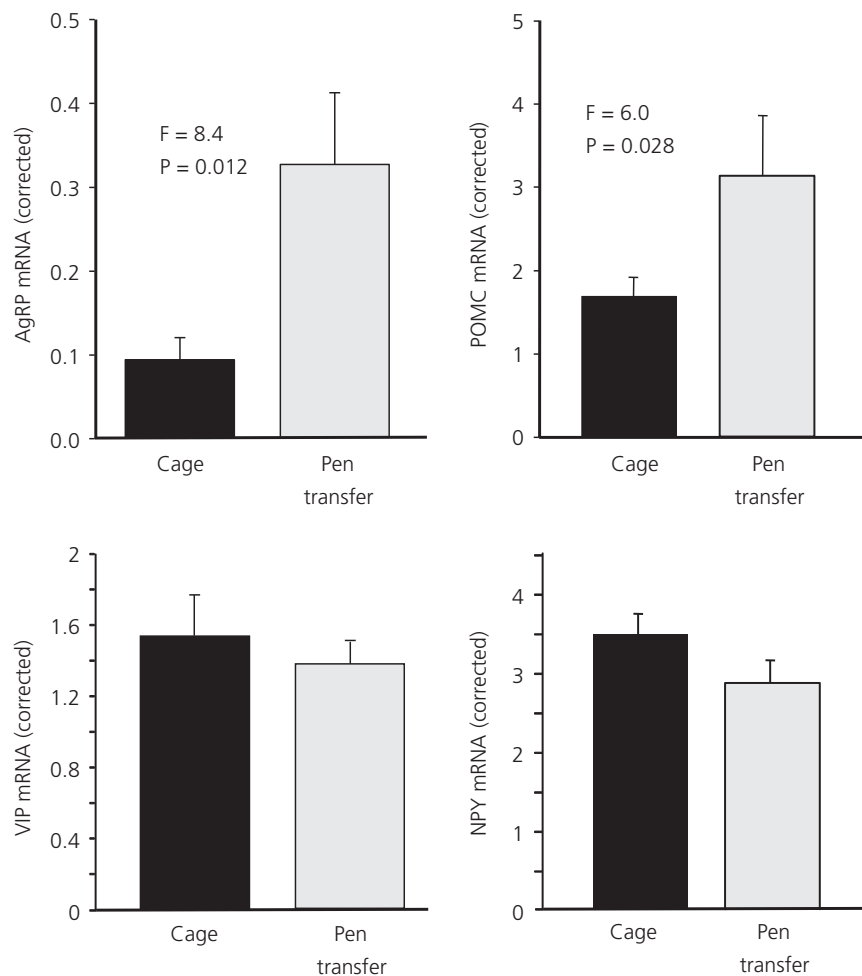 AgRP mRNA (corrected)
0.5
0.4
0.3
0.2
0.1
0.0
F = 8.4
P = 0.012
Cage
Pen
transfer
POMC mRNA (corrected)
5
4
3
2
1
0
F = 6.0
P = 0.028
Cage
Pen
transfer
VIP mRNA (corrected)
2
1.6
1.2
0.8
0.4
0
Cage
Pen
transfer
NPY mRNA (corrected)
4
3
2
1
0
Cage
Pen
transfer